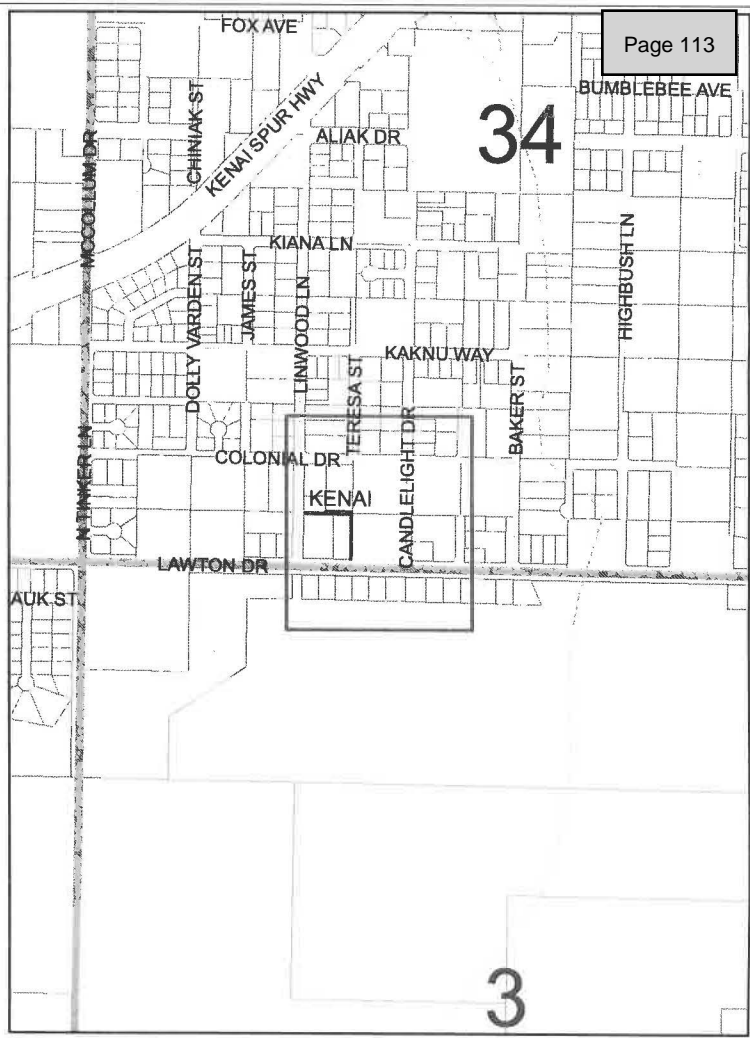 Page 113
FOX AVE
BUMBLEBEE AVE
CHINIAK ST
KENAI SPUR HWY
ALIAK DR
34
MCCOLLUM DR
KIANA LN
HIGHBUSH LN
DOLLY VARDEN ST
JAMES ST
LINWOOD LN
KAKNU WAY
TERESA ST
CANDLELIGHT DR
BAKER ST
N TINKER LN
COLONIAL DR
KENAI
LAWTON DR
AUK ST
3